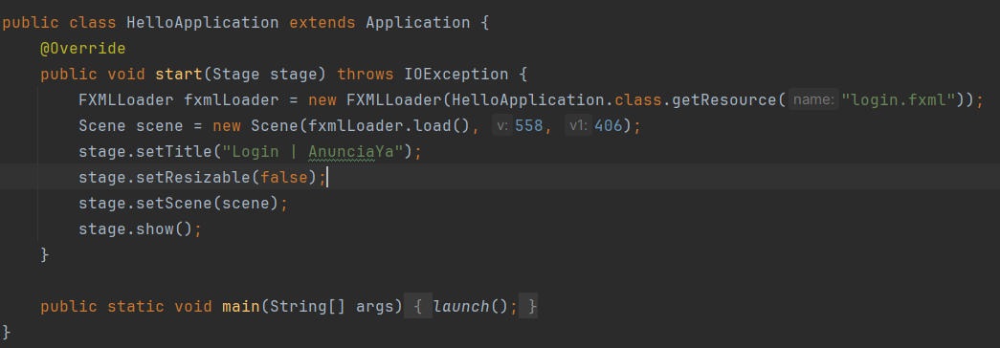 public class HelloApplication extends Application {
@Override
public void start(Stage stage) throws IOException {
FXMLLoader fxmlLoader = new FXMLLoader(HelloApplication.class.getResource( name: "login.fxml"));
Scene scene = new Scene(fxmlLoader.load(), v: 558, v1: 406);
stage.setTitle("Login | AnunciaYa");
stage.setResizable(false);
stage.setScene(scene);
stage.show();
}
public static void main(String[] args) { launch(); }
}